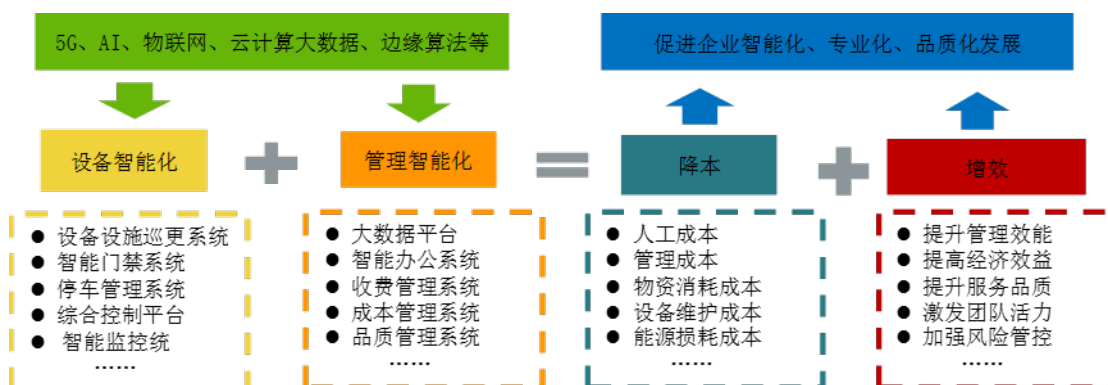 5G、AI、物联网、云计算大数据、边缘算法等
促进企业智能化、专业化、品质化发展
设备智能化
管理智能化
降本
增效
● 设备设施巡更系统
● 智能门禁系统
● 停车管理系统
● 综合控制平台
● 智能监控统
……
● 大数据平台
● 智能办公系统
● 收费管理系统
● 成本管理系统
● 品质管理系统
……
● 人工成本
● 管理成本
● 物资消耗成本
● 设备维护成本
● 能源损耗成本
……
● 提升管理效能
● 提高经济效益
● 提升服务品质
● 激发团队活力
● 加强风险管控
……